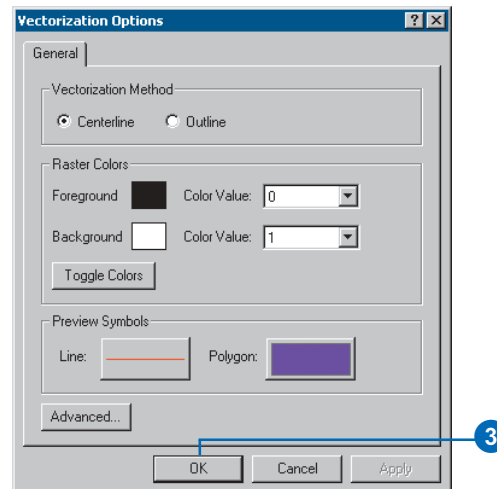 Vectorization Options
General
Vectorization Method
Centerline Outline
Raster Colors
Foreground Color Value: 0
Background Color Value: 1
Toggle Colors
Preview Symbols
Line: Polygon:
Advanced...
3
OK Cancel Apply